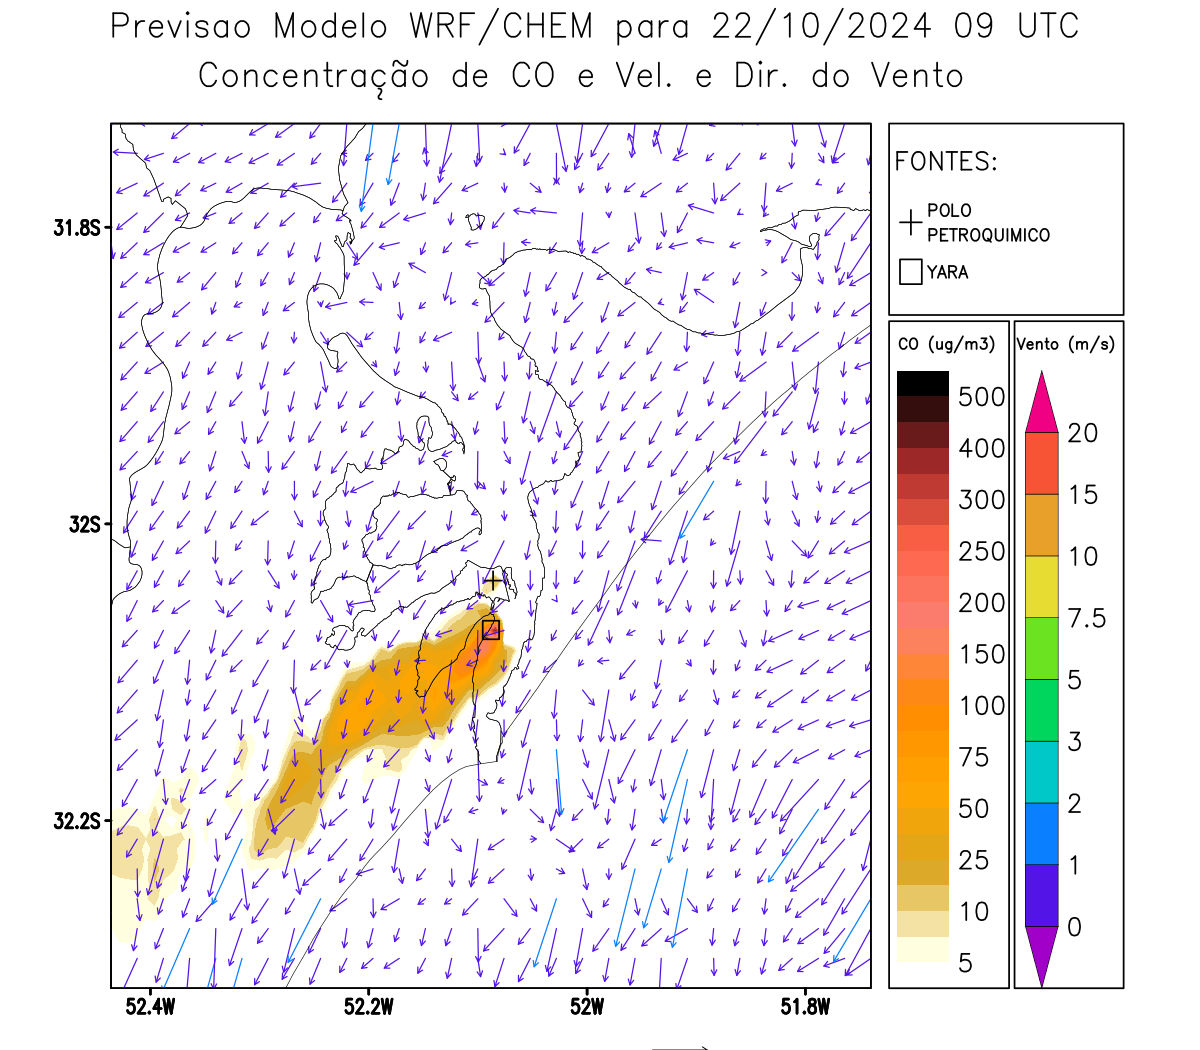 Previsao Modelo WRF/CHEM para 22/10/2024 09 UTC
Concentração de CO e Vel. e Dir. do Vento
FONTES:
POLO
PETROQUIMICO
YARA
31.8S
32S
32.2S
52.4W
52.2W
52W
51.8W
CO (ug/m3)
500
400
300
250
200
150
100
75
50
25
10
5
Vento (m/s)
20
15
10
7.5
5
3
2
1
0